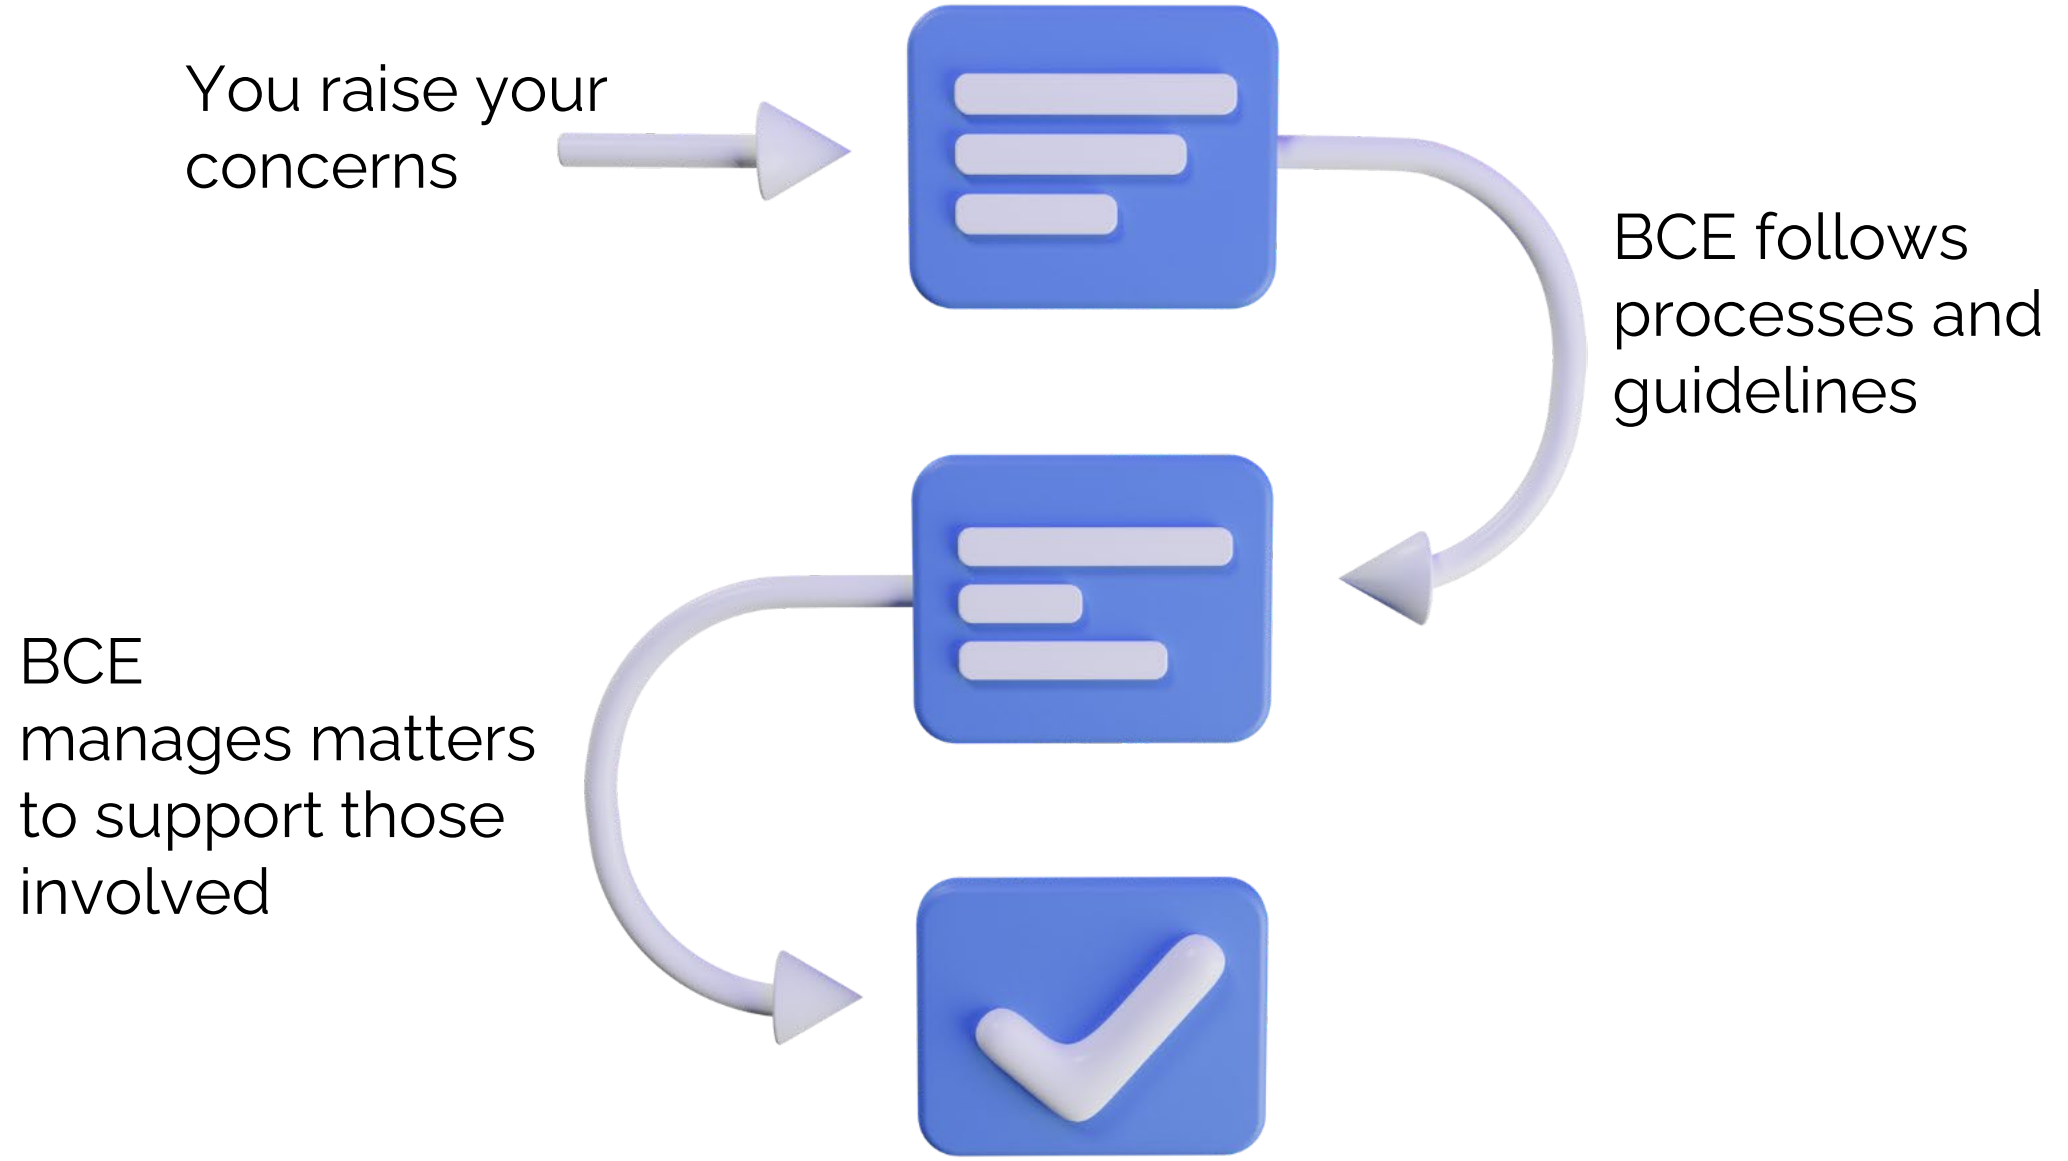 You raise your
concerns
BCE follows
processes and
guidelines
BCE
manages matters
to support those
involved